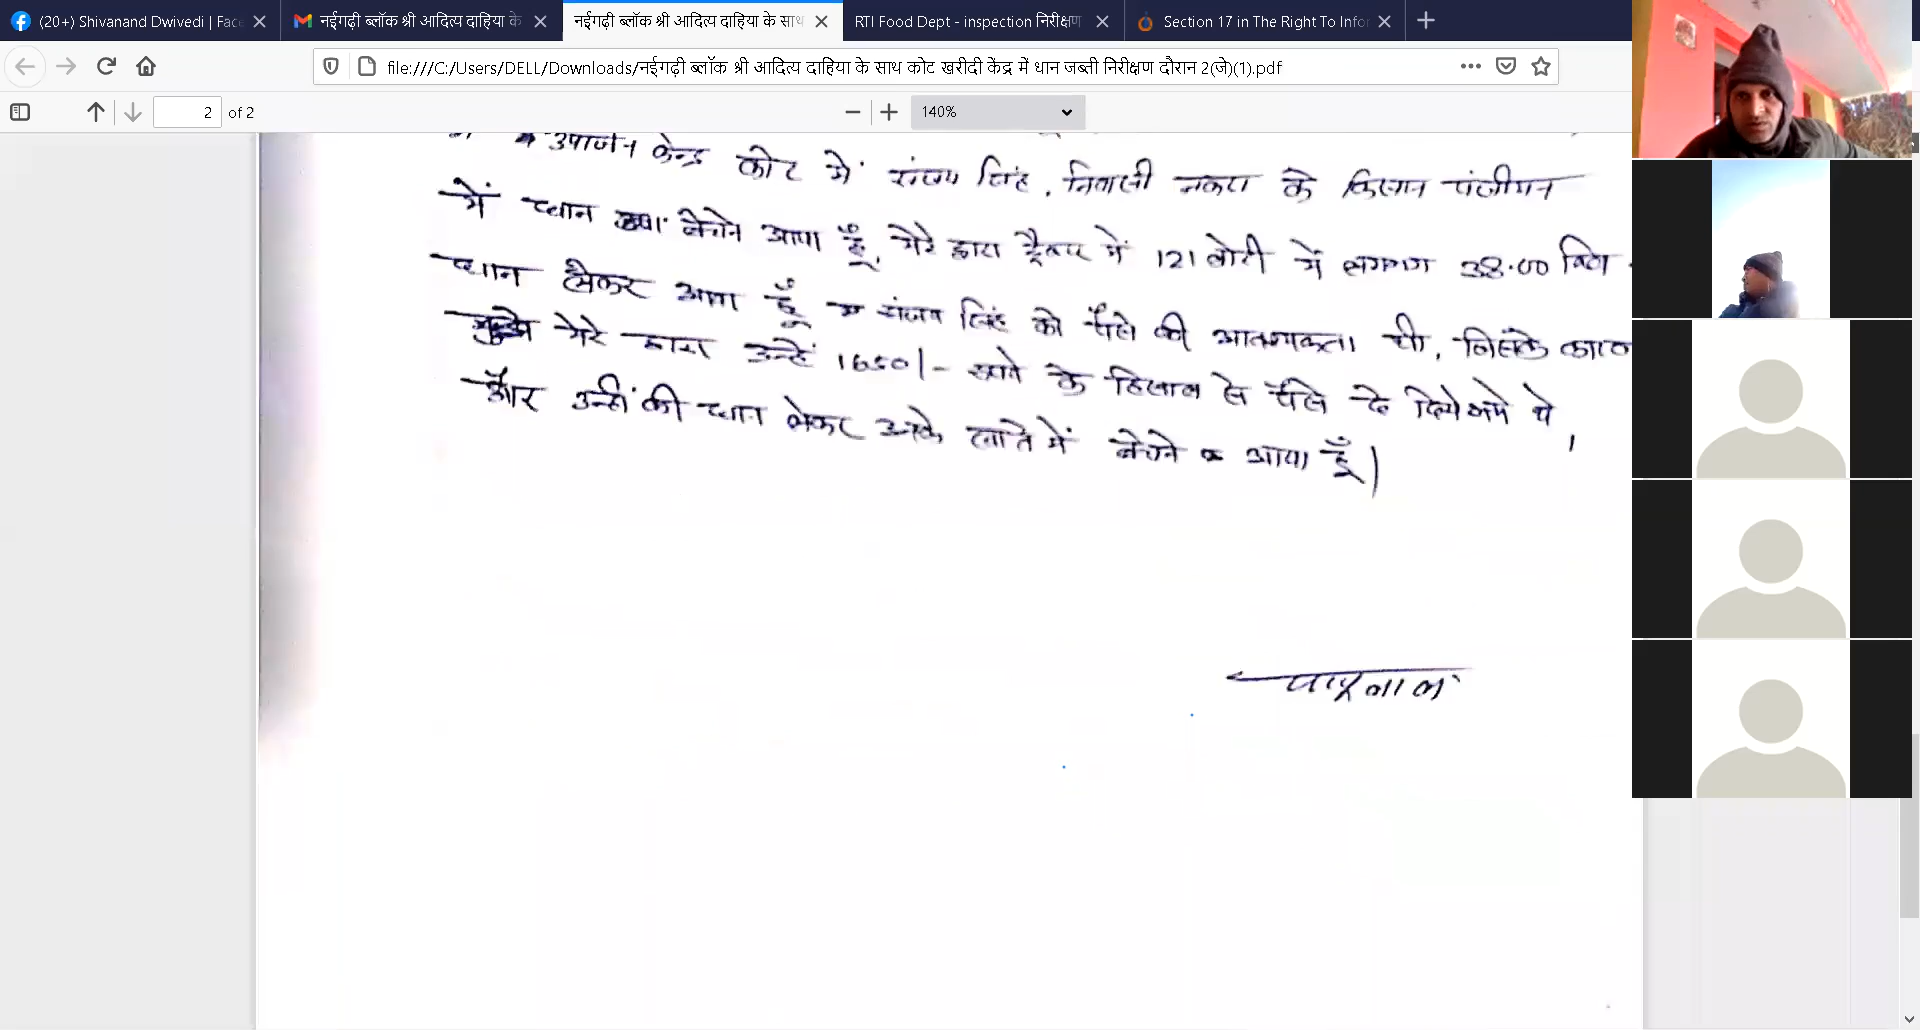 (20+) Shivanand Dwivedi | Face
नईगढ़ी ब्लॉक श्री आदित्य दाहिया के
नईगढ़ी ब्लॉक श्री आदित्य दाहिया के साथ
RTI Food Dept - inspection निरीक्षण
Section 17 in The Right To Infor
file:///C:/Users/DELL/Downloads/नईगढ़ी ब्लॉक श्री आदित्य दाहिया के साथ कोट खरीदी केंद्र में धान जब्ती निरीक्षण दौरान 2(जे)(1).pdf
2 of 2
140%
उपार्जन केन्द्र कोट में संजय सिंह, निवासी नकटा के किसान पंजीयन
में धान बेचने आया हूँ, मेरे द्वारा ट्रैक्टर में 121 बोरी में लगभग 38.00 क्विं
धान लेकर आया हूँ संजय सिंह को पैसे की आवश्यकता थी, जिसके कारण
मेरे द्वारा उन्हें 1650/- रूपये के हिसाब से पैसे दे दिये गये थे,
और उन्हीं की धान लेकर उनके खाते में बेचने आया हूँ।